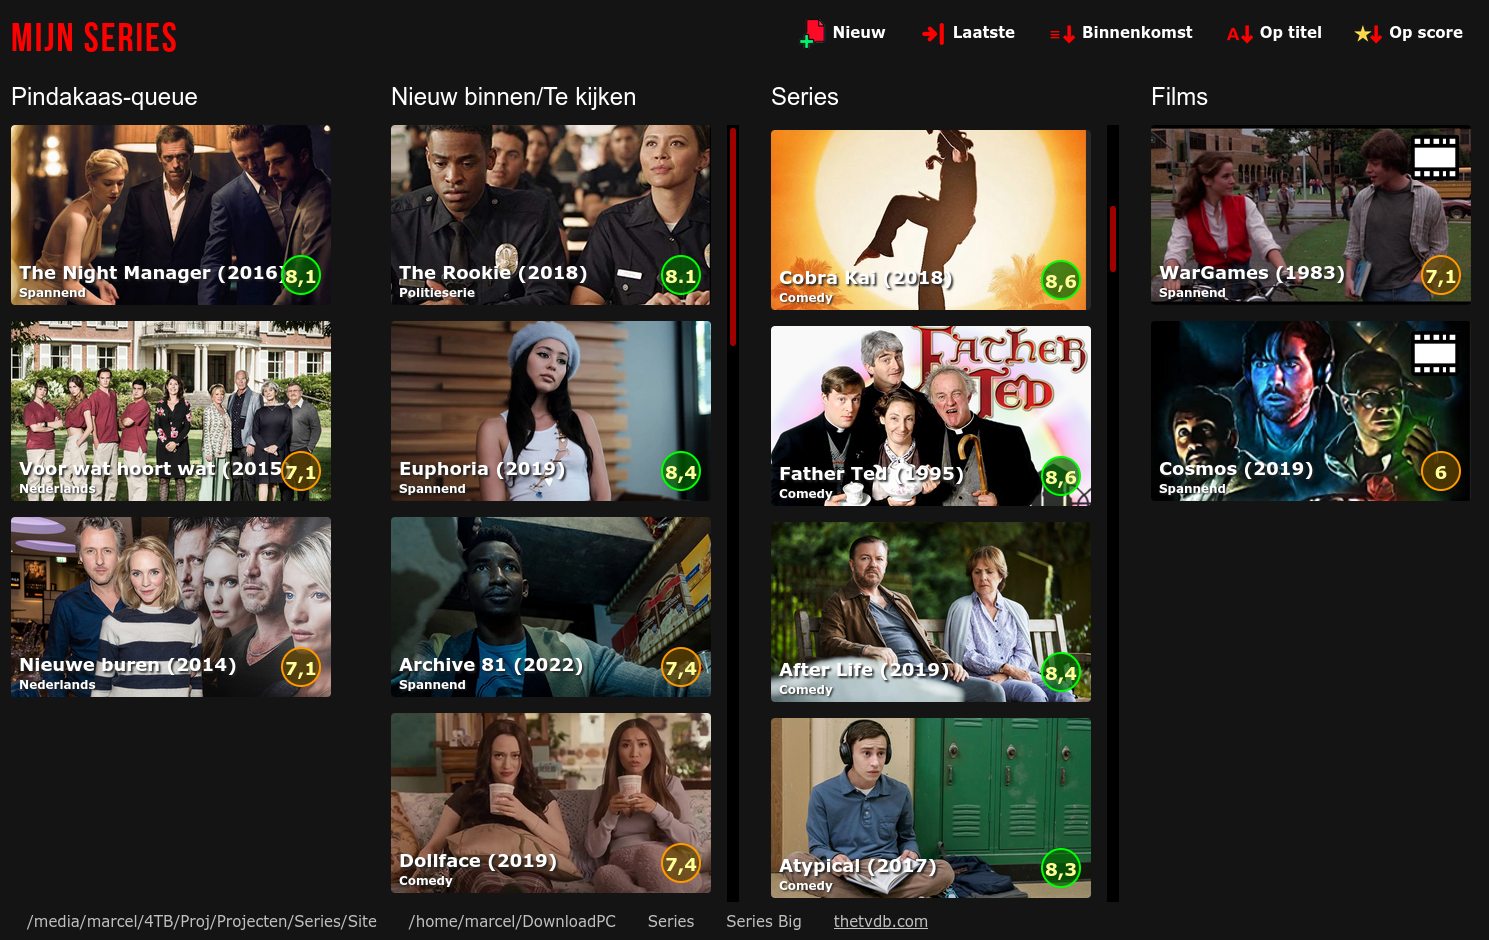 MIJN SERIES
Nieuw
Laatste
Binnenkomst
Op titel
Op score
Pindakaas-queue
The Night Manager (2016)
8,1
Spannend
Voor wat hoort wat (2015
7,1
Nederlands
Nieuwe buren (2014)
7,1
Nederlands
Nieuw binnen/Te kijken
The Rookie (2018)
8.1
Politieserie
Euphoria (2019)
8,4
Spannend
Archive 81 (2022)
7,4
Spannend
Dollface (2019)
7,4
Comedy
Series
Cobra Kai (2018)
8,6
Comedy
FATHER
TED
Father Ted (1995)
8,6
Comedy
After Life (2019)
8,4
Comedy
Atypical (2017)
8,3
Comedy
Films
WarGames (1983)
7,1
Spannend
Cosmos (2019)
6
Spannend
/media/marcel/4TB/Proj/Projecten/Series/Site
/home/marcel/DownloadPC
Series
Series Big
thetvdb.com